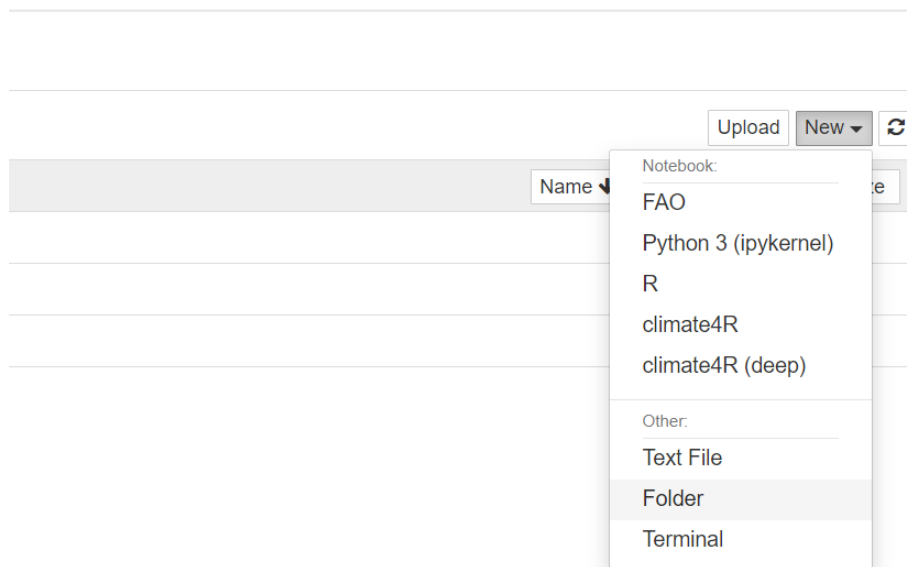 Upload New
Name
Notebook:
FAO
Python 3 (ipykernel)
R
climate4R
climate4R (deep)
Other:
Text File
Folder
Terminal